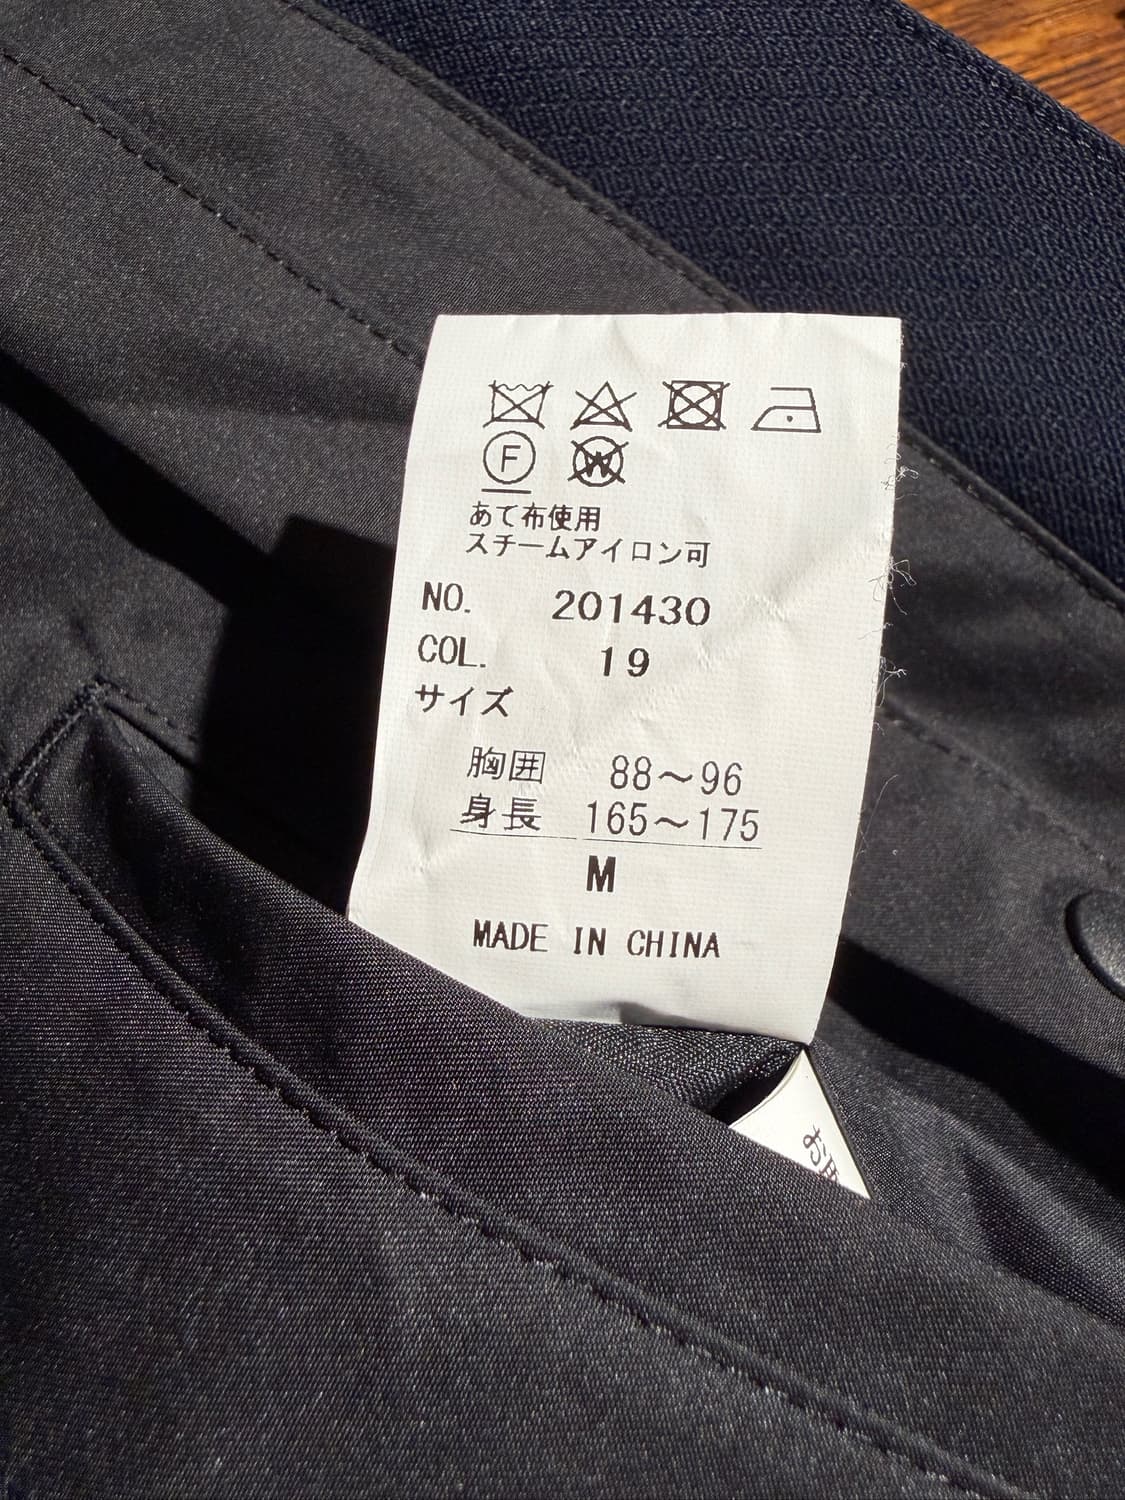 F W
あて布使用
スチームアイロン可
NO. 201430
COL. 19
サイズ
胸囲 88～96
身長 165～175
M
MADE IN CHINA
お